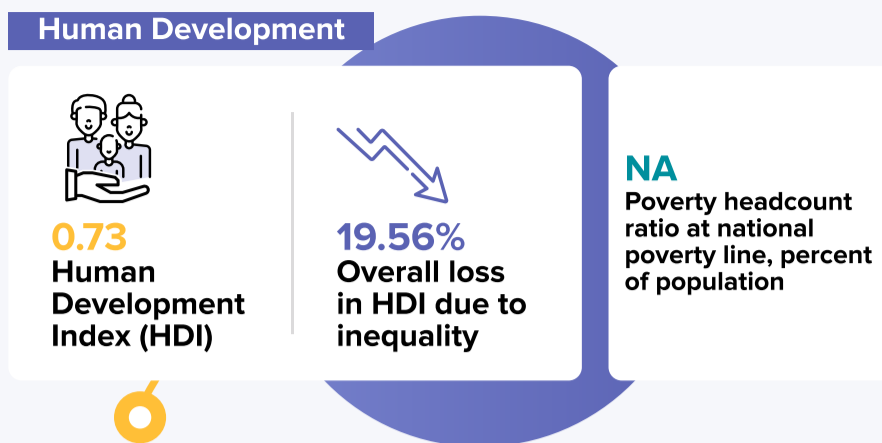 Human Development
0.73
Human
Development
Index (HDI)
19.56%
Overall loss
in HDI due to
inequality
NA
Poverty headcount
ratio at national
poverty line, percent
of population